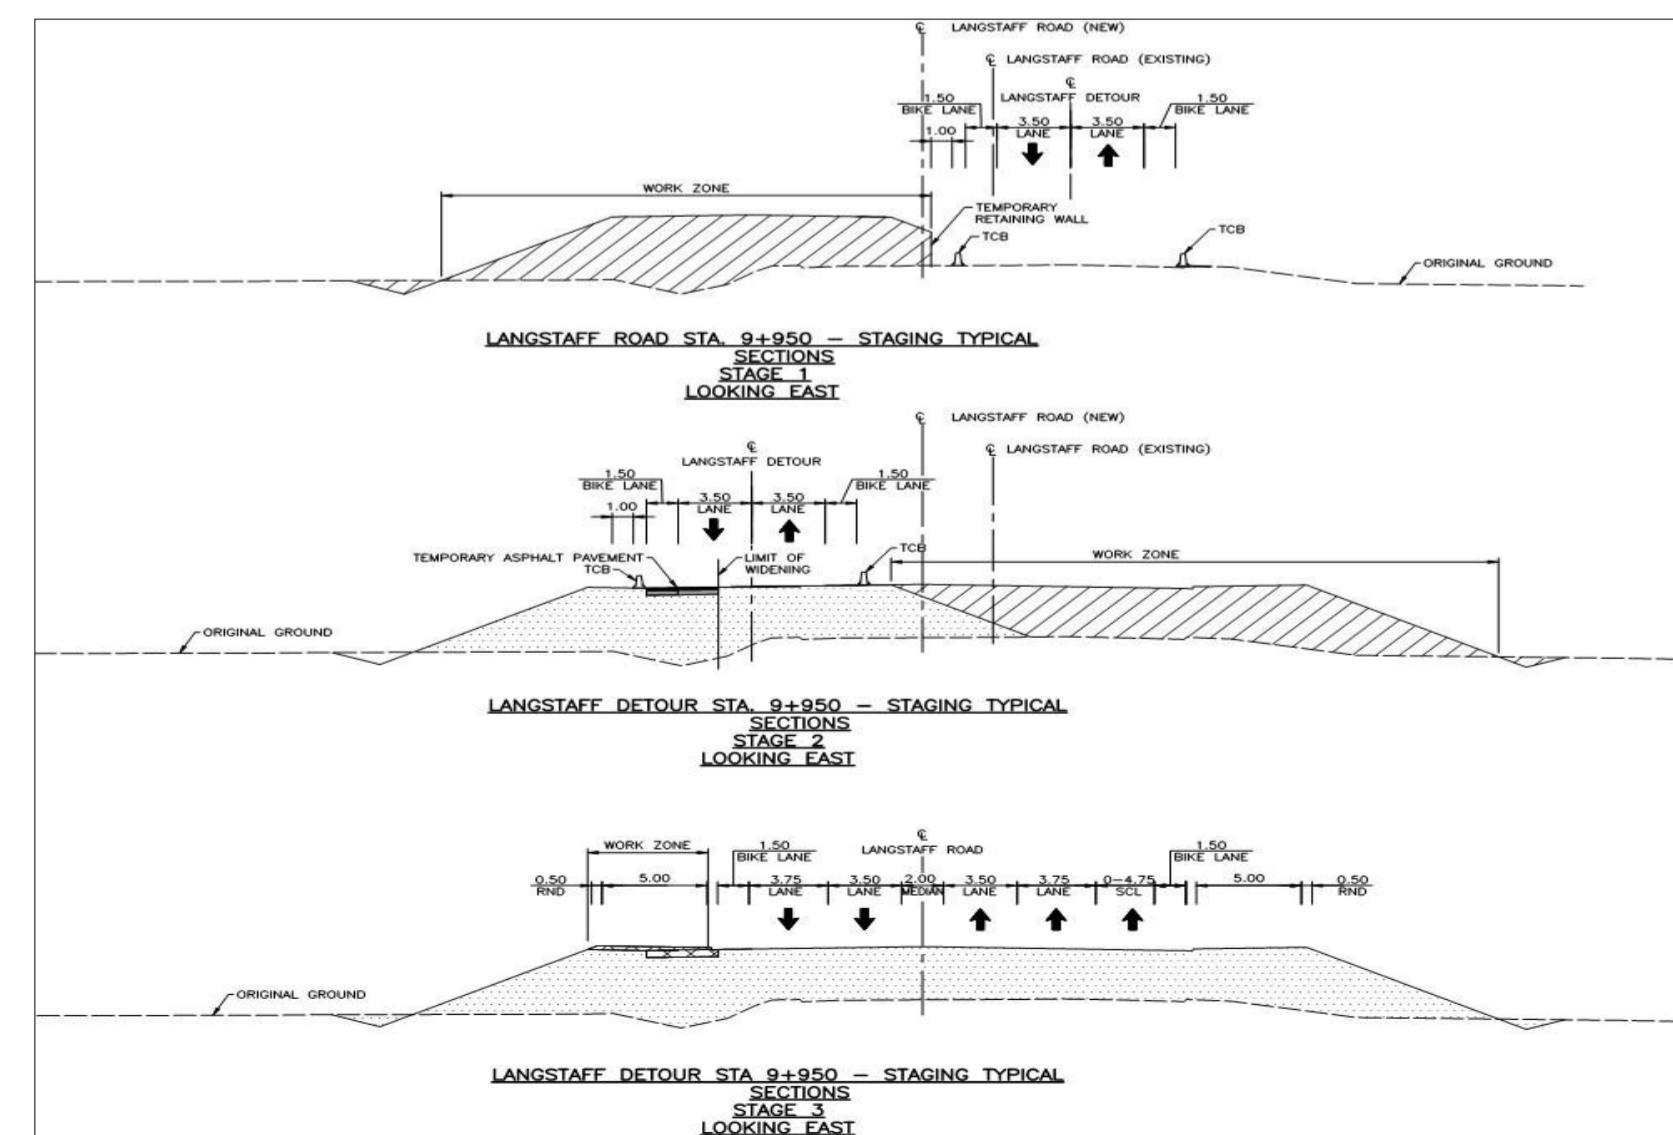 ℄ LANGSTAFF ROAD (NEW)
℄ LANGSTAFF ROAD (EXISTING)
℄
LANGSTAFF DETOUR
1.50
BIKE LANE
1.50
BIKE LANE
3.50
LANE
3.50
LANE
1.00
WORK ZONE
TEMPORARY
RETAINING WALL
TCB
TCB
ORIGINAL GROUND
LANGSTAFF ROAD STA. 9+950 – STAGING TYPICAL
SECTIONS
STAGE 1
LOOKING EAST
℄ LANGSTAFF ROAD (NEW)
℄ LANGSTAFF ROAD (EXISTING)
℄
LANGSTAFF DETOUR
1.50
BIKE LANE
1.50
BIKE LANE
3.50
LANE
3.50
LANE
1.00
TEMPORARY ASPHALT PAVEMENT
TCB
LIMIT OF
WIDENING
TCB
WORK ZONE
ORIGINAL GROUND
LANGSTAFF DETOUR STA. 9+950 – STAGING TYPICAL
SECTIONS
STAGE 2
LOOKING EAST
℄
LANGSTAFF ROAD
WORK ZONE
1.50
BIKE LANE
1.50
BIKE LANE
0.50
RND
5.00
3.75
LANE
3.50
LANE
2.00
MEDIAN
3.50
LANE
3.75
LANE
0–4.75
SCL
5.00
0.50
RND
ORIGINAL GROUND
LANGSTAFF DETOUR STA 9+950 – STAGING TYPICAL
SECTIONS
STAGE 3
LOOKING EAST